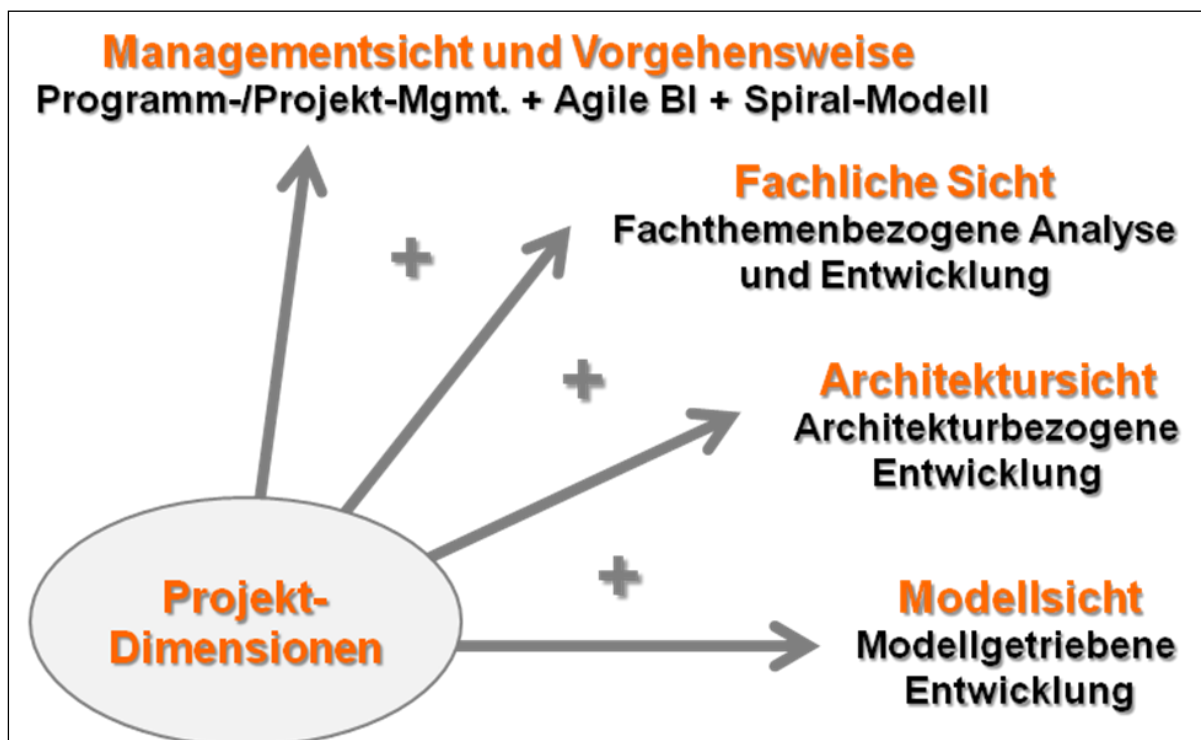 Managementsicht und Vorgehensweise
Programm-/Projekt-Mgmt. + Agile BI + Spiral-Modell
+
Fachliche Sicht
Fachthemenbezogene Analyse
und Entwicklung
+
Architektursicht
Architekturbezogene
Entwicklung
+
Modellsicht
Modellgetriebene
Entwicklung
Projekt-
Dimensionen